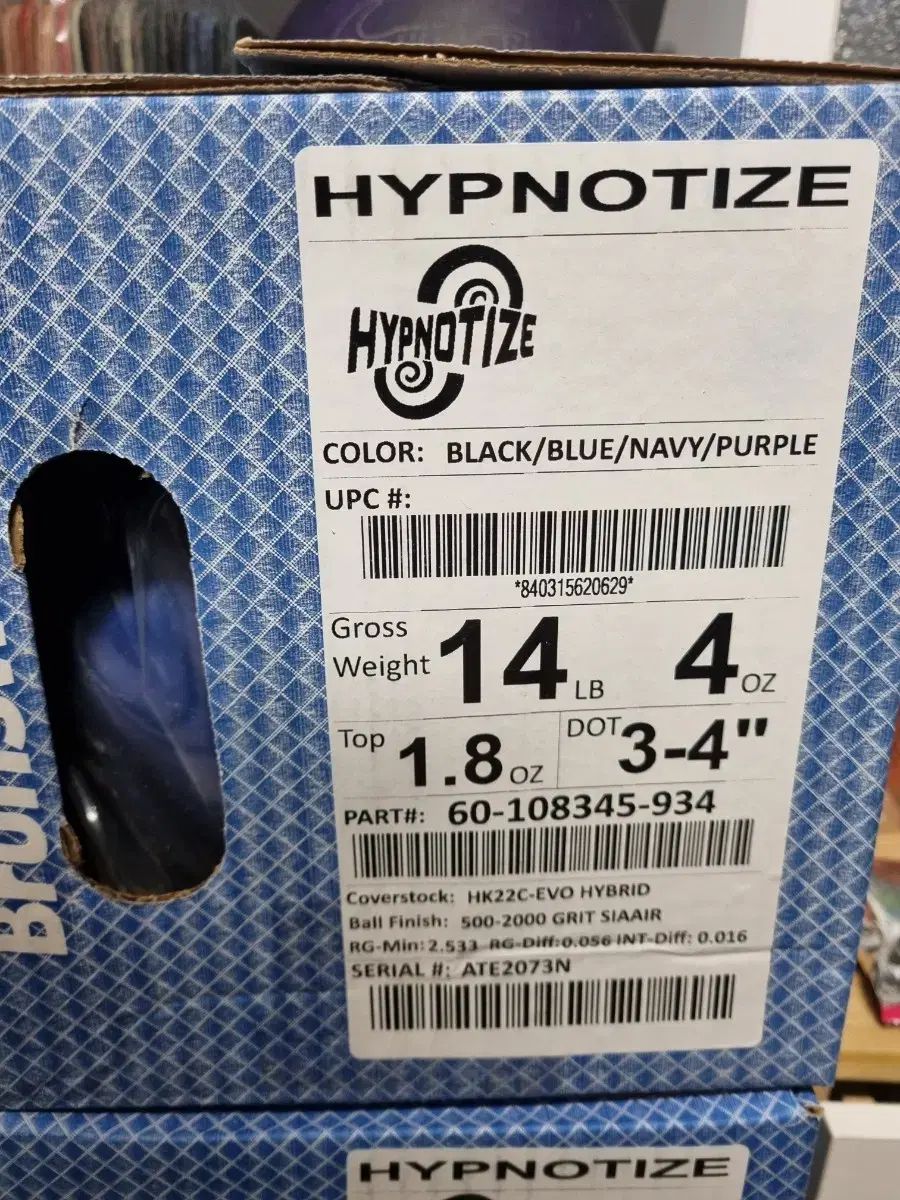 HYPNOTIZE
HYPNOTIZE
COLOR: BLACK/BLUE/NAVY/PURPLE
UPC #:
*840315620629*
Gross Weight 14 LB 4 OZ
Top 1.8 OZ DOT 3-4"
PART#: 60-108345-934
Coverstock: HK22C-EVO HYBRID
Ball Finish: 500-2000 GRIT SIAAIR
RG-Min: 2.533 RG-Diff:0.056 INT-Diff: 0.016
SERIAL #: ATE2073N
HYPNOTIZE